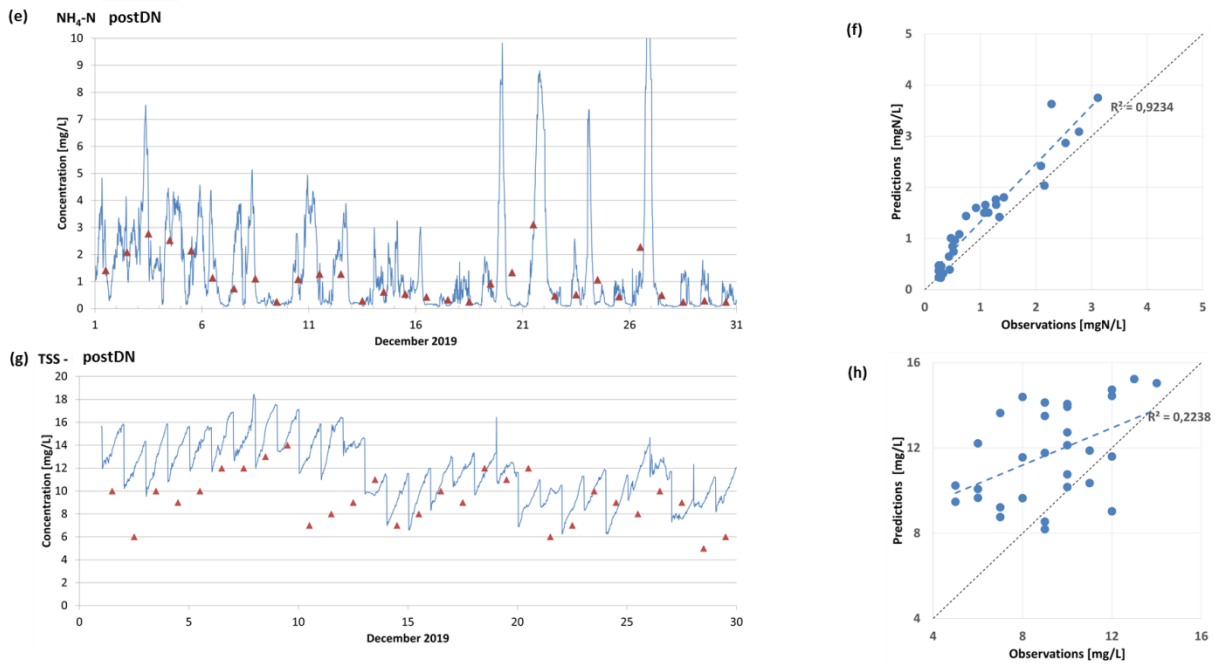 (e) NH₄-N postDN
Concentration [mg/L]
10
9
8
7
6
5
4
3
2
1
0
1 6 11 16 21 26 31
December 2019
(f)
Predictions [mgN/L]
5
4
3
2
1
0
R² = 0,9234
0 1 2 3 4 5
Observations [mgN/L]
(g) TSS - postDN
Concentration [mg/L]
20
18
16
14
12
10
8
6
4
2
0
0 5 10 15 20 25 30
December 2019
(h)
Predictions [mg/L]
16
12
8
4
R² = 0,2238
4 8 12 16
Observations [mg/L]